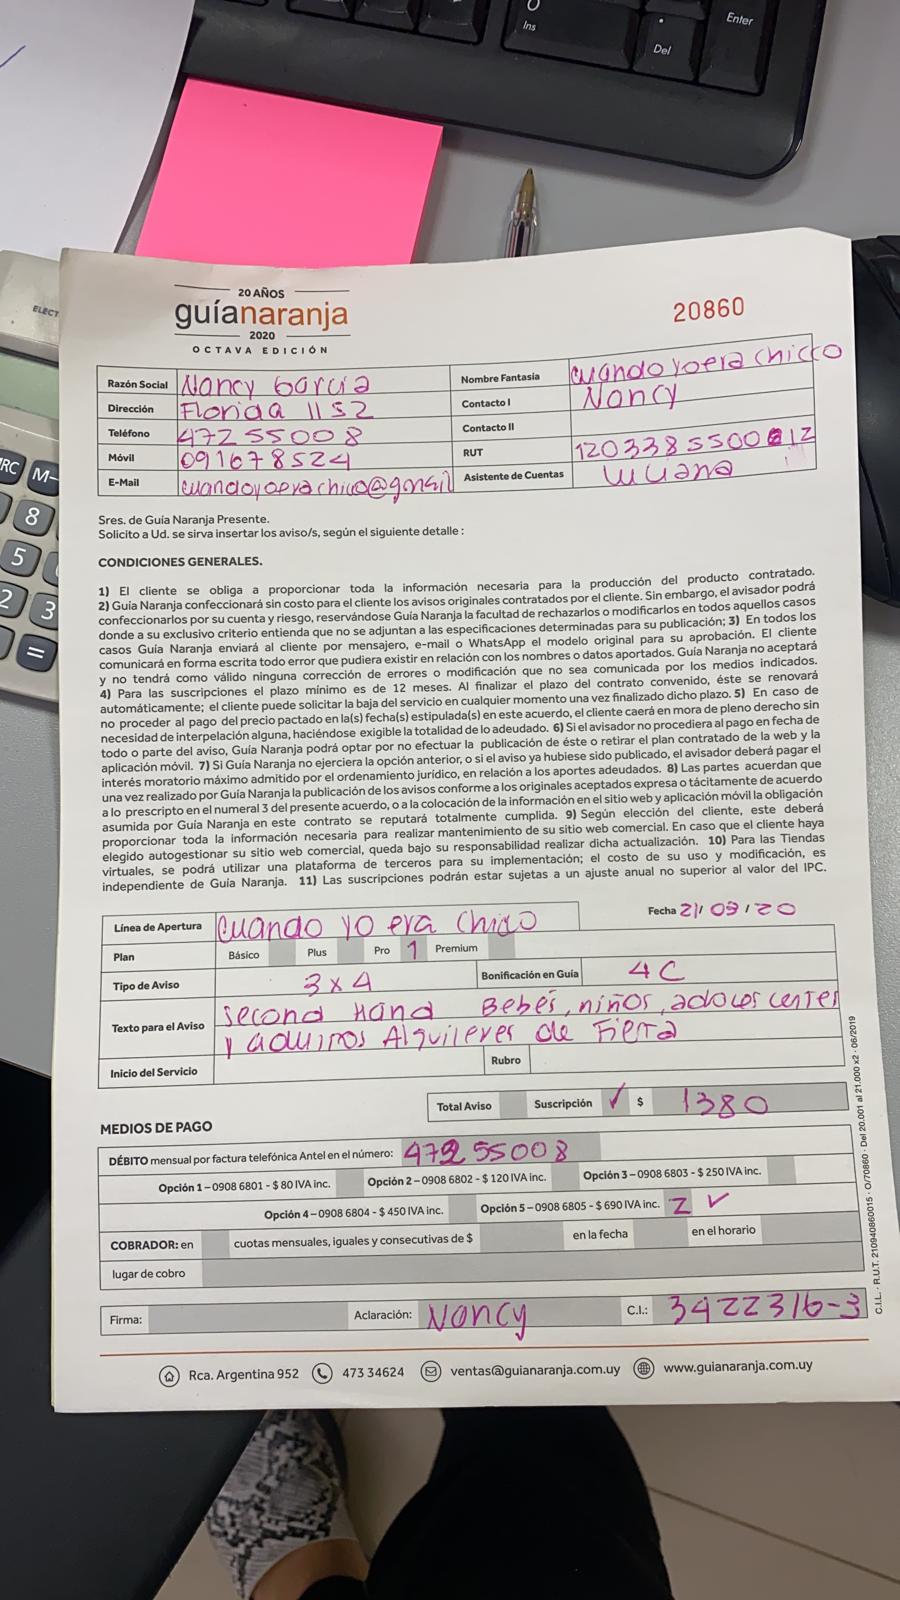 Ins
Enter
Del
ELECT
RC M-
8
5
2 3
=
20 AÑOS
guíanaranja
2020
OCTAVA EDICIÓN
20860
Razón Social Nancy García Nombre Fantasia cuando yo era chicco
Dirección Florida 1152 Contacto I Nancy
Teléfono 472 55008 Contacto II
Móvil 091678524 RUT 1203385500 12
E-Mail cuandoyoerachico@gmail Asistente de Cuentas Luciana
Sres. de Guía Naranja Presente.
Solicito a Ud. se sirva insertar los aviso/s, según el siguiente detalle :
CONDICIONES GENERALES.
1) El cliente se obliga a proporcionar toda la información necesaria para la producción del producto contratado.
2) Guía Naranja confeccionará sin costo para el cliente los avisos originales contratados por el cliente. Sin embargo, el avisador podrá
confeccionarlos por su cuenta y riesgo, reservándose Guía Naranja la facultad de rechazarlos o modificarlos en todos aquellos casos
donde a su exclusivo criterio entienda que no se adjuntan a las especificaciones determinadas para su publicación; 3) En todos los
casos Guía Naranja enviará al cliente por mensajero, e-mail o WhatsApp el modelo original para su aprobación. El cliente
comunicará en forma escrita todo error que pudiera existir en relación con los nombres o datos aportados. Guía Naranja no aceptará
y no tendrá como válido ninguna corrección de errores o modificación que no sea comunicada por los medios indicados.
4) Para las suscripciones el plazo mínimo es de 12 meses. Al finalizar el plazo del contrato convenido, éste se renovará
automáticamente; el cliente puede solicitar la baja del servicio en cualquier momento una vez finalizado dicho plazo. 5) En caso de
no proceder al pago del precio pactado en la(s) fecha(s) estipulada(s) en este acuerdo, el cliente caerá en mora de pleno derecho sin
necesidad de interpelación alguna, haciéndose exigible la totalidad de lo adeudado. 6) Si el avisador no procediera al pago en fecha de
todo o parte del aviso, Guía Naranja podrá optar por no efectuar la publicación de éste o retirar el plan contratado de la web y la
aplicación móvil. 7) Si Guía Naranja no ejerciera la opción anterior, o si el aviso ya hubiese sido publicado, el avisador deberá pagar el
interés moratorio máximo admitido por el ordenamiento jurídico, en relación a los aportes adeudados. 8) Las partes acuerdan que
una vez realizado por Guía Naranja la publicación de los avisos conforme a los originales aceptados expresa o tácitamente de acuerdo
a lo prescripto en el numeral 3 del presente acuerdo, o a la colocación de la información en el sitio web y aplicación móvil la obligación
asumida por Guía Naranja en este contrato se reputará totalmente cumplida. 9) Según elección del cliente, este deberá
proporcionar toda la información necesaria para realizar mantenimiento de su sitio web comercial. En caso que el cliente haya
elegido autogestionar su sitio web comercial, queda bajo su responsabilidad realizar dicha actualización. 10) Para las Tiendas
virtuales, se podrá utilizar una plataforma de terceros para su implementación; el costo de su uso y modificación, es
independiente de Guía Naranja. 11) Las suscripciones podrán estar sujetas a un ajuste anual no superior al valor del IPC.
Línea de Apertura Cuando yo era chico Fecha 21/09/20
Plan Básico Plus Pro 1 Premium
Tipo de Aviso 3x4 Bonificación en Guía 4C
Texto para el Aviso Second Hand Bebés, niños, adolescentes
y adultos Alquileres de Fiesta
Inicio del Servicio Rubro
Total Aviso Suscripción ✓ $ 1380
MEDIOS DE PAGO
DÉBITO mensual por factura telefónica Antel en el número: 472 55008
Opción 1 – 0908 6801 - $ 80 IVA inc. Opción 2 – 0908 6802 - $ 120 IVA inc. Opción 3 – 0908 6803 - $ 250 IVA inc.
Opción 4 – 0908 6804 - $ 450 IVA inc. Opción 5 – 0908 6805 - $ 690 IVA inc. 2 ✓
COBRADOR: en cuotas mensuales, iguales y consecutivas de $ en la fecha en el horario
lugar de cobro
Firma: Aclaración: Nancy C.I.: 3422316-3
Rca. Argentina 952 473 34624 ventas@guianaranja.com.uy www.guianaranja.com.uy
C.I.L. · R.U.T. 210940860015 · O/70860 · Del 20.001 al 21.000 x2 · 06/2019